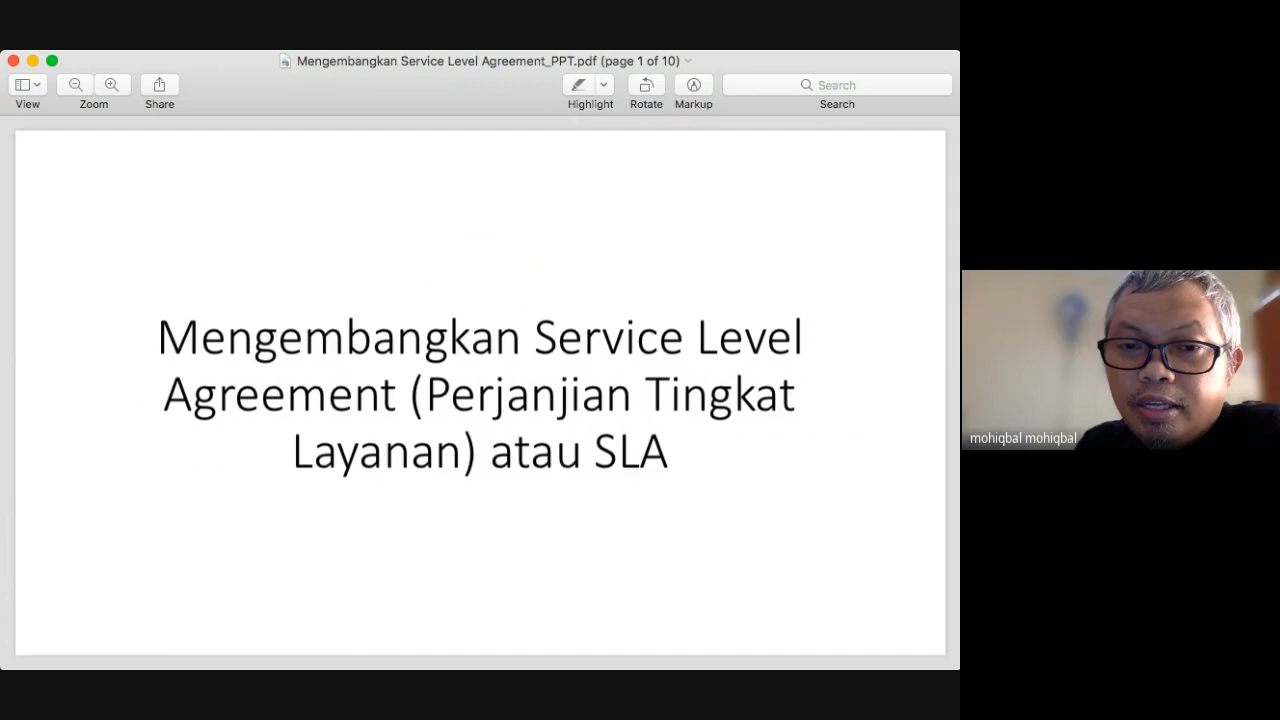 Mengembangkan Service Level Agreement_PPT.pdf (page 1 of 10)
View
Zoom
Share
Highlight
Rotate
Markup
Search
Search
Mengembangkan Service Level
Agreement (Perjanjian Tingkat
Layanan) atau SLA
mohiqbal mohiqbal